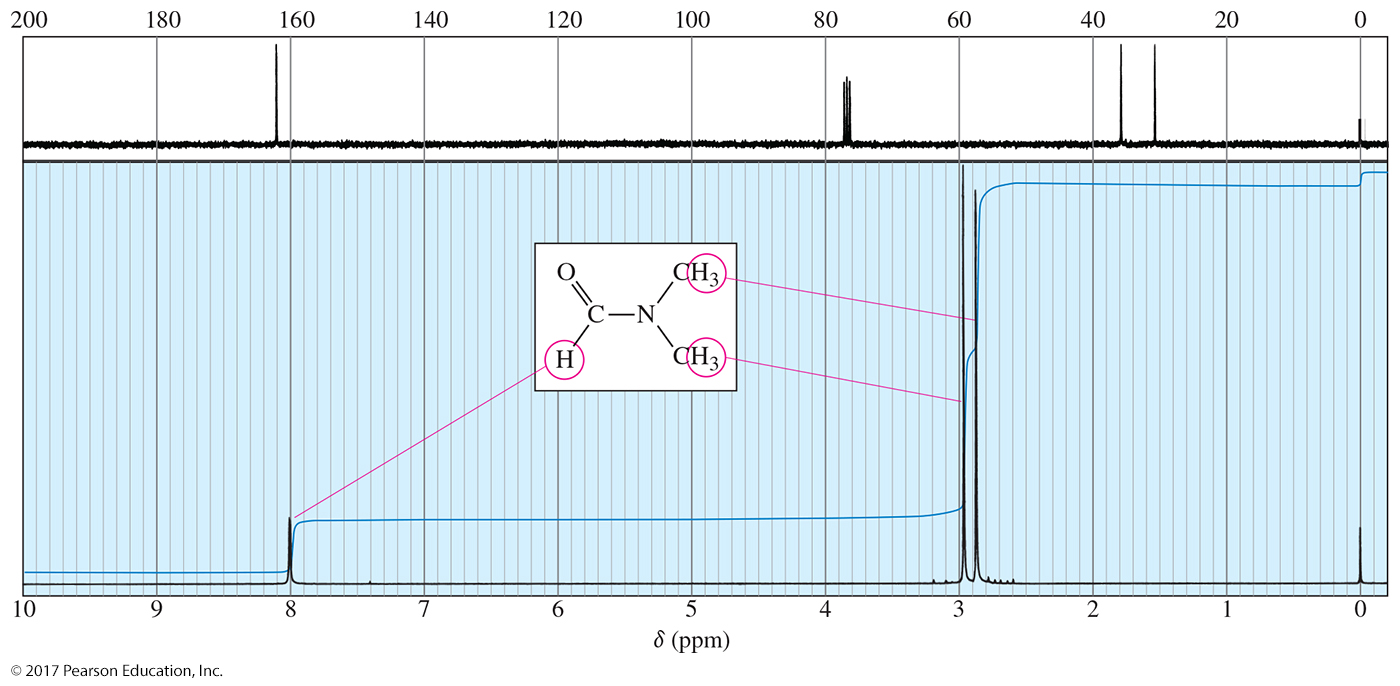 200 180 160 140 120 100 80 60 40 20 0
O CH3
C N
H CH3
10 9 8 7 6 5 4 3 2 1 0
δ (ppm)
© 2017 Pearson Education, Inc.